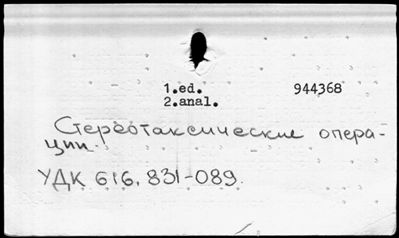 1.ed. 944368
2.anal.
Стереотаксические опера-
ции.
УДК 616.831-089.